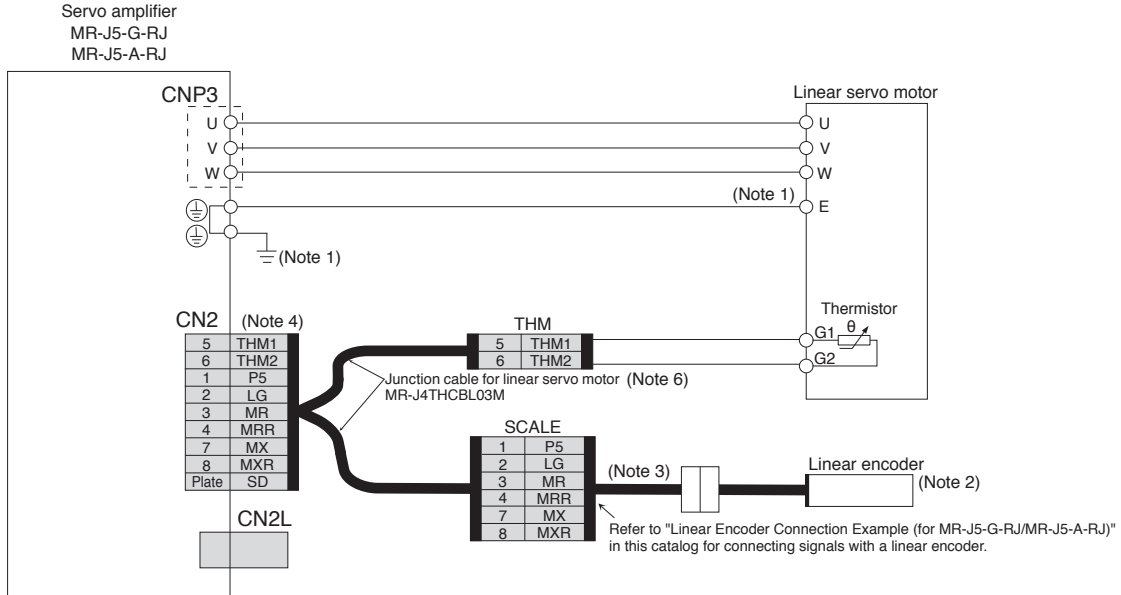 Servo amplifier
MR-J5-G-RJ
MR-J5-A-RJ
CNP3
U
V
W
Linear servo motor
U
V
W
(Note 1)
E
(Note 1)
Thermistor
θ
G1
G2
CN2
(Note 4)
5 THM1
6 THM2
1 P5
2 LG
3 MR
4 MRR
7 MX
8 MXR
Plate SD
THM
5 THM1
6 THM2
Junction cable for linear servo motor (Note 6)
MR-J4THCBL03M
SCALE
1 P5
2 LG
3 MR
4 MRR
7 MX
8 MXR
(Note 3)
Linear encoder
(Note 2)
Refer to "Linear Encoder Connection Example (for MR-J5-G-RJ/MR-J5-A-RJ)"
in this catalog for connecting signals with a linear encoder.
CN2L